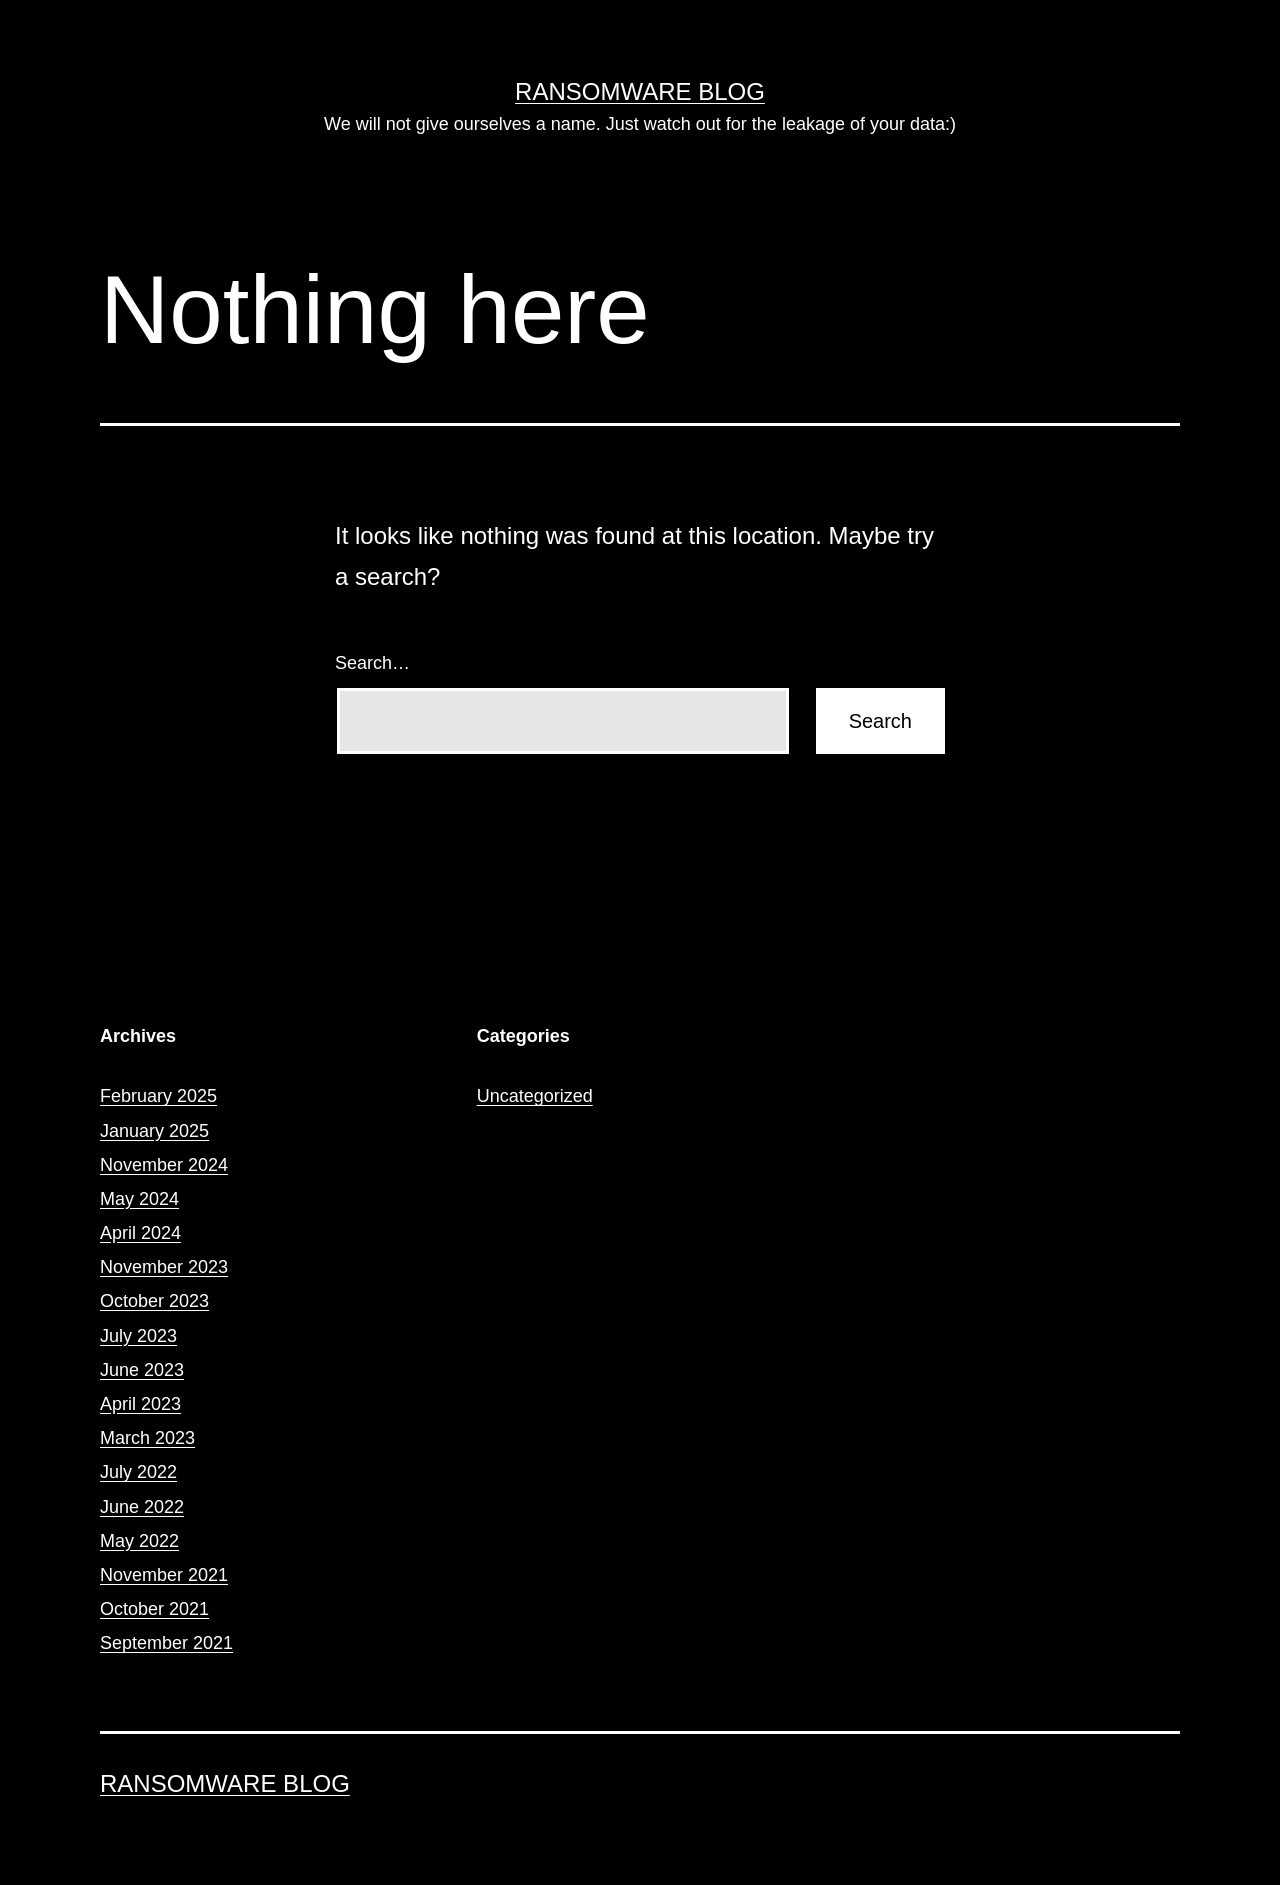 RANSOMWARE BLOG
We will not give ourselves a name. Just watch out for the leakage of your data:)
Nothing here
It looks like nothing was found at this location. Maybe try
a search?
Search…
Search
Archives
February 2025
January 2025
November 2024
May 2024
April 2024
November 2023
October 2023
July 2023
June 2023
April 2023
March 2023
July 2022
June 2022
May 2022
November 2021
October 2021
September 2021
Categories
Uncategorized
RANSOMWARE BLOG